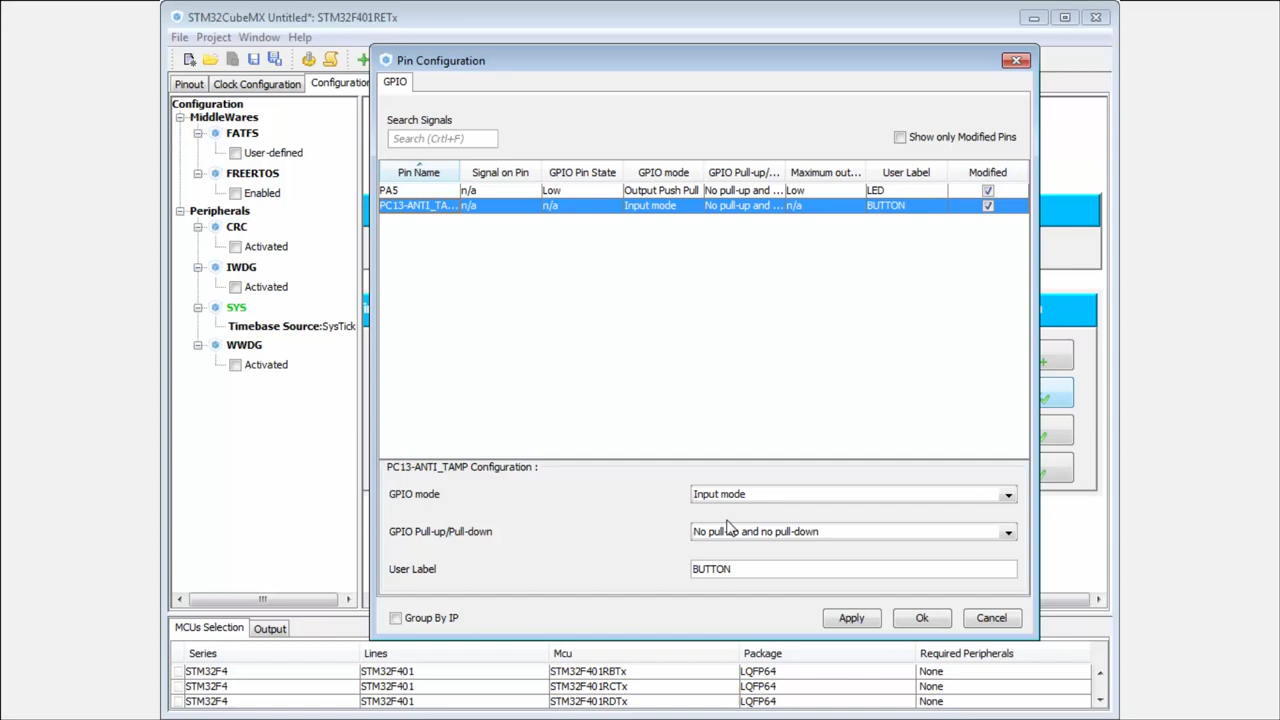 STM32CubeMX Untitled*: STM32F401RETx
File Project Window Help
Pin Configuration
Pinout Clock Configuration Configuration
GPIO
Configuration
MiddleWares
FATFS
User-defined
FREERTOS
Enabled
Peripherals
CRC
Activated
IWDG
Activated
SYS
Timebase Source:SysTick
WWDG
Activated
Search Signals
Search (Crtl+F)
Show only Modified Pins
Pin Name Signal on Pin GPIO Pin State GPIO mode GPIO Pull-up/... Maximum out... User Label Modified
PA5 n/a Low Output Push Pull No pull-up and ... Low LED
PC13-ANTI_TA... n/a n/a Input mode No pull-up and ... n/a BUTTON
PC13-ANTI_TAMP Configuration :
GPIO mode Input mode
GPIO Pull-up/Pull-down No pull-up and no pull-down
User Label BUTTON
Group By IP Apply Ok Cancel
MCUs Selection Output
Series Lines Mcu Package Required Peripherals
STM32F4 STM32F401 STM32F401RBTx LQFP64 None
STM32F4 STM32F401 STM32F401RCTx LQFP64 None
STM32F4 STM32F401 STM32F401RDTx LQFP64 None